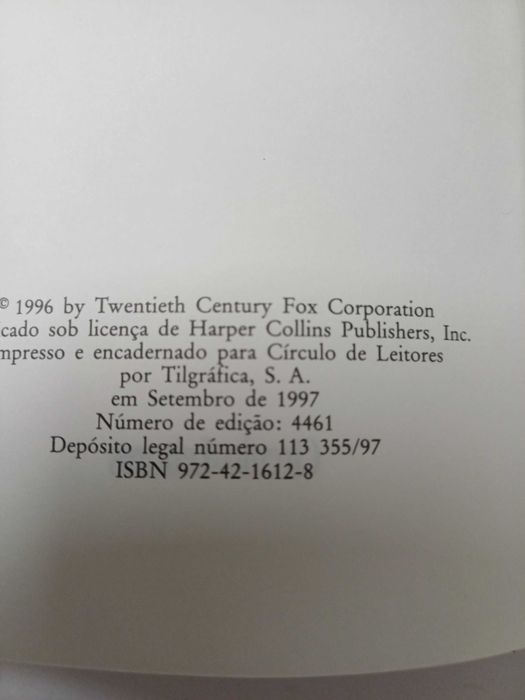 © 1996 by Twentieth Century Fox Corporation
cado sob licença de Harper Collins Publishers, Inc.
mpresso e encadernado para Círculo de Leitores
por Tilgráfica, S. A.
em Setembro de 1997
Número de edição: 4461
Depósito legal número 113 355/97
ISBN 972-42-1612-8